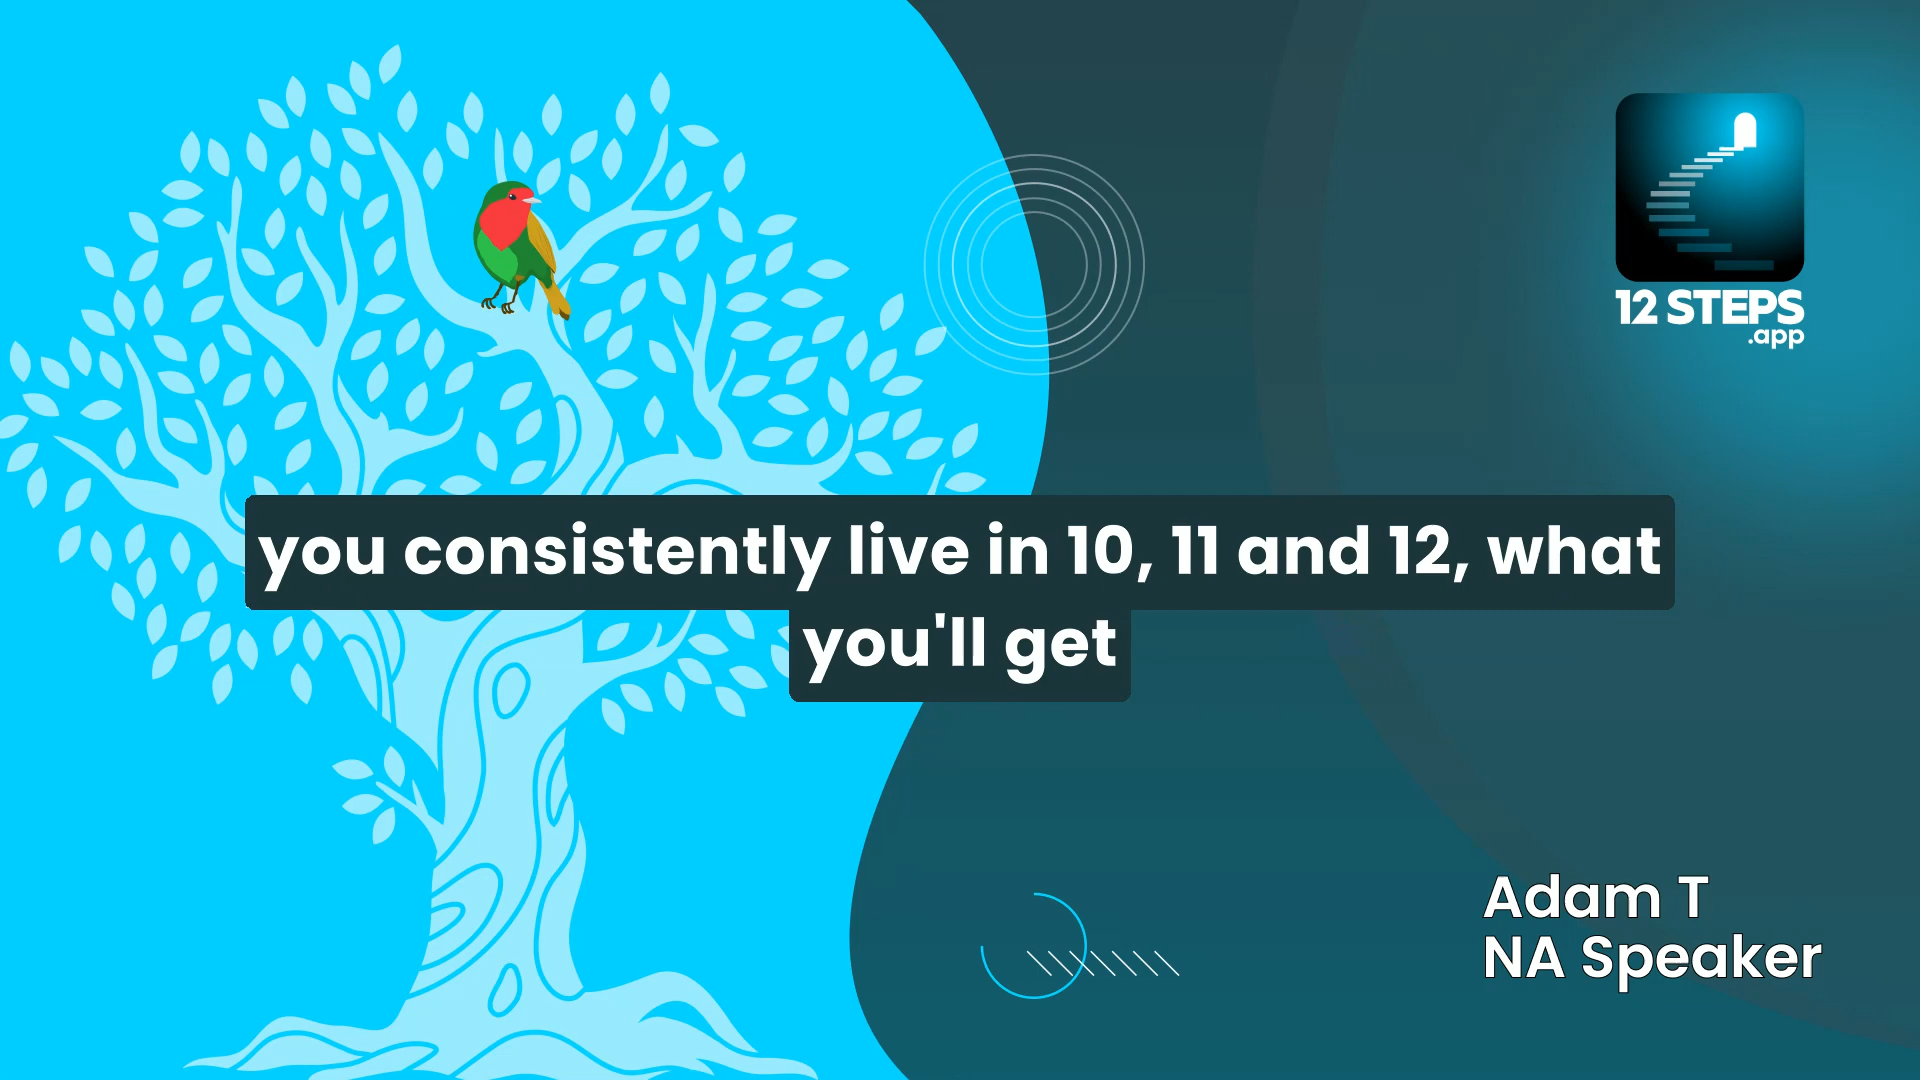 12 STEPS
.app
you consistently live in 10, 11 and 12, what
you'll get
Adam T
NA Speaker